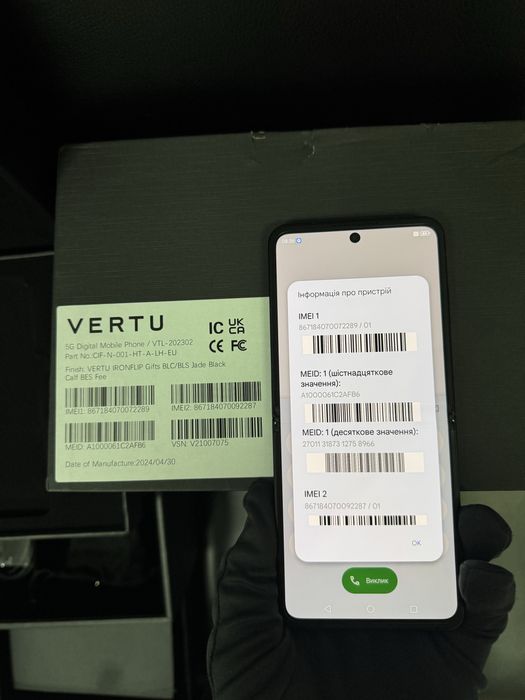 VERTU
IC UK CA
CE FC
5G Digital Mobile Phone / VTL-202302
Part No.:CIF-N-001-HT-A-LH-EU
Finish: VERTU IRONFLIP Gifts BLC/BLS Jade Black
Calf BES Fee
IMEI1: 867184070072289
IMEI2: 867184070092287
MEID: A1000061C2AFB6
VSN: V21007075
Date of Manufacture:2024/04/30
Інформація про пристрій
IMEI 1
867184070072289 / 01
MEID: 1 (шістнадцяткове
значення):
A1000061C2AFB6
MEID: 1 (десяткове значення):
27011 31873 1275 8966
IMEI 2
867184070092287 / 01
OK
Виклик